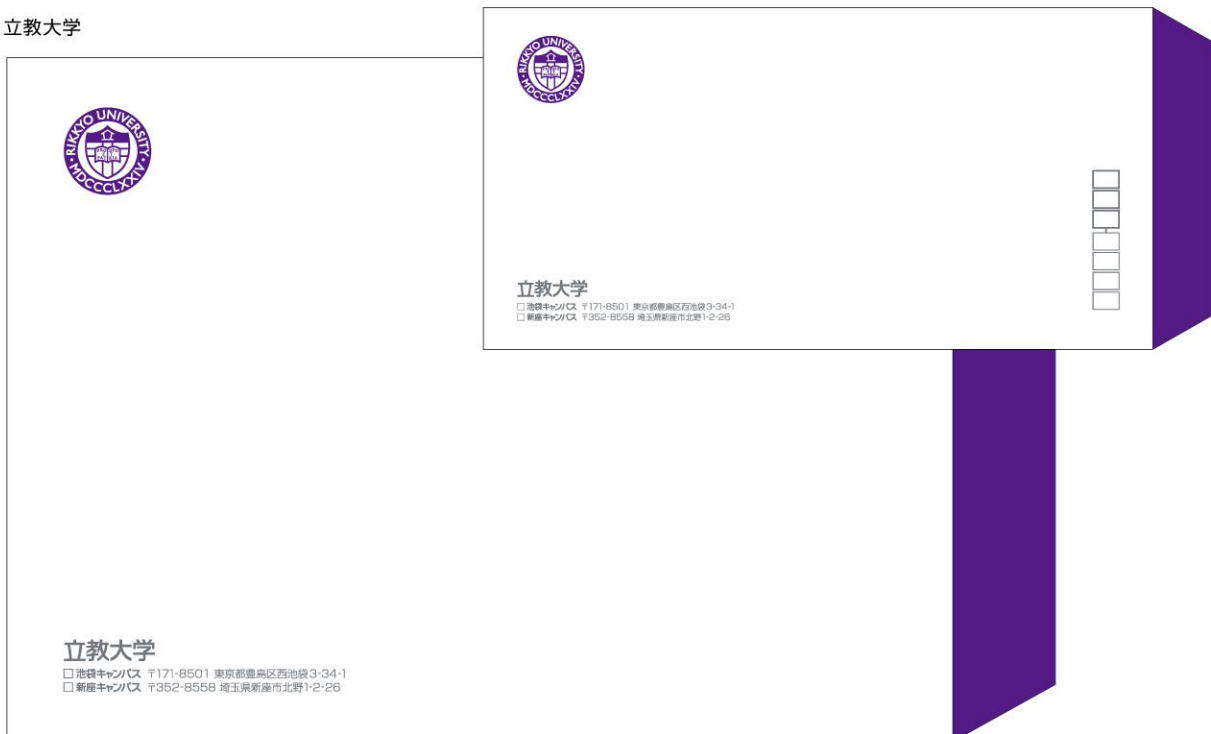 立教大学
RIKKYO UNIVERSITY
MDCCCLXXIV
立教大学
□池袋キャンパス 〒171-8501 東京都豊島区西池袋3-34-1
□新座キャンパス 〒352-8558 埼玉県新座市北野1-2-26
RIKKYO UNIVERSITY
MDCCCLXXIV
立教大学
□池袋キャンパス 〒171-8501 東京都豊島区西池袋3-34-1
□新座キャンパス 〒352-8558 埼玉県新座市北野1-2-26